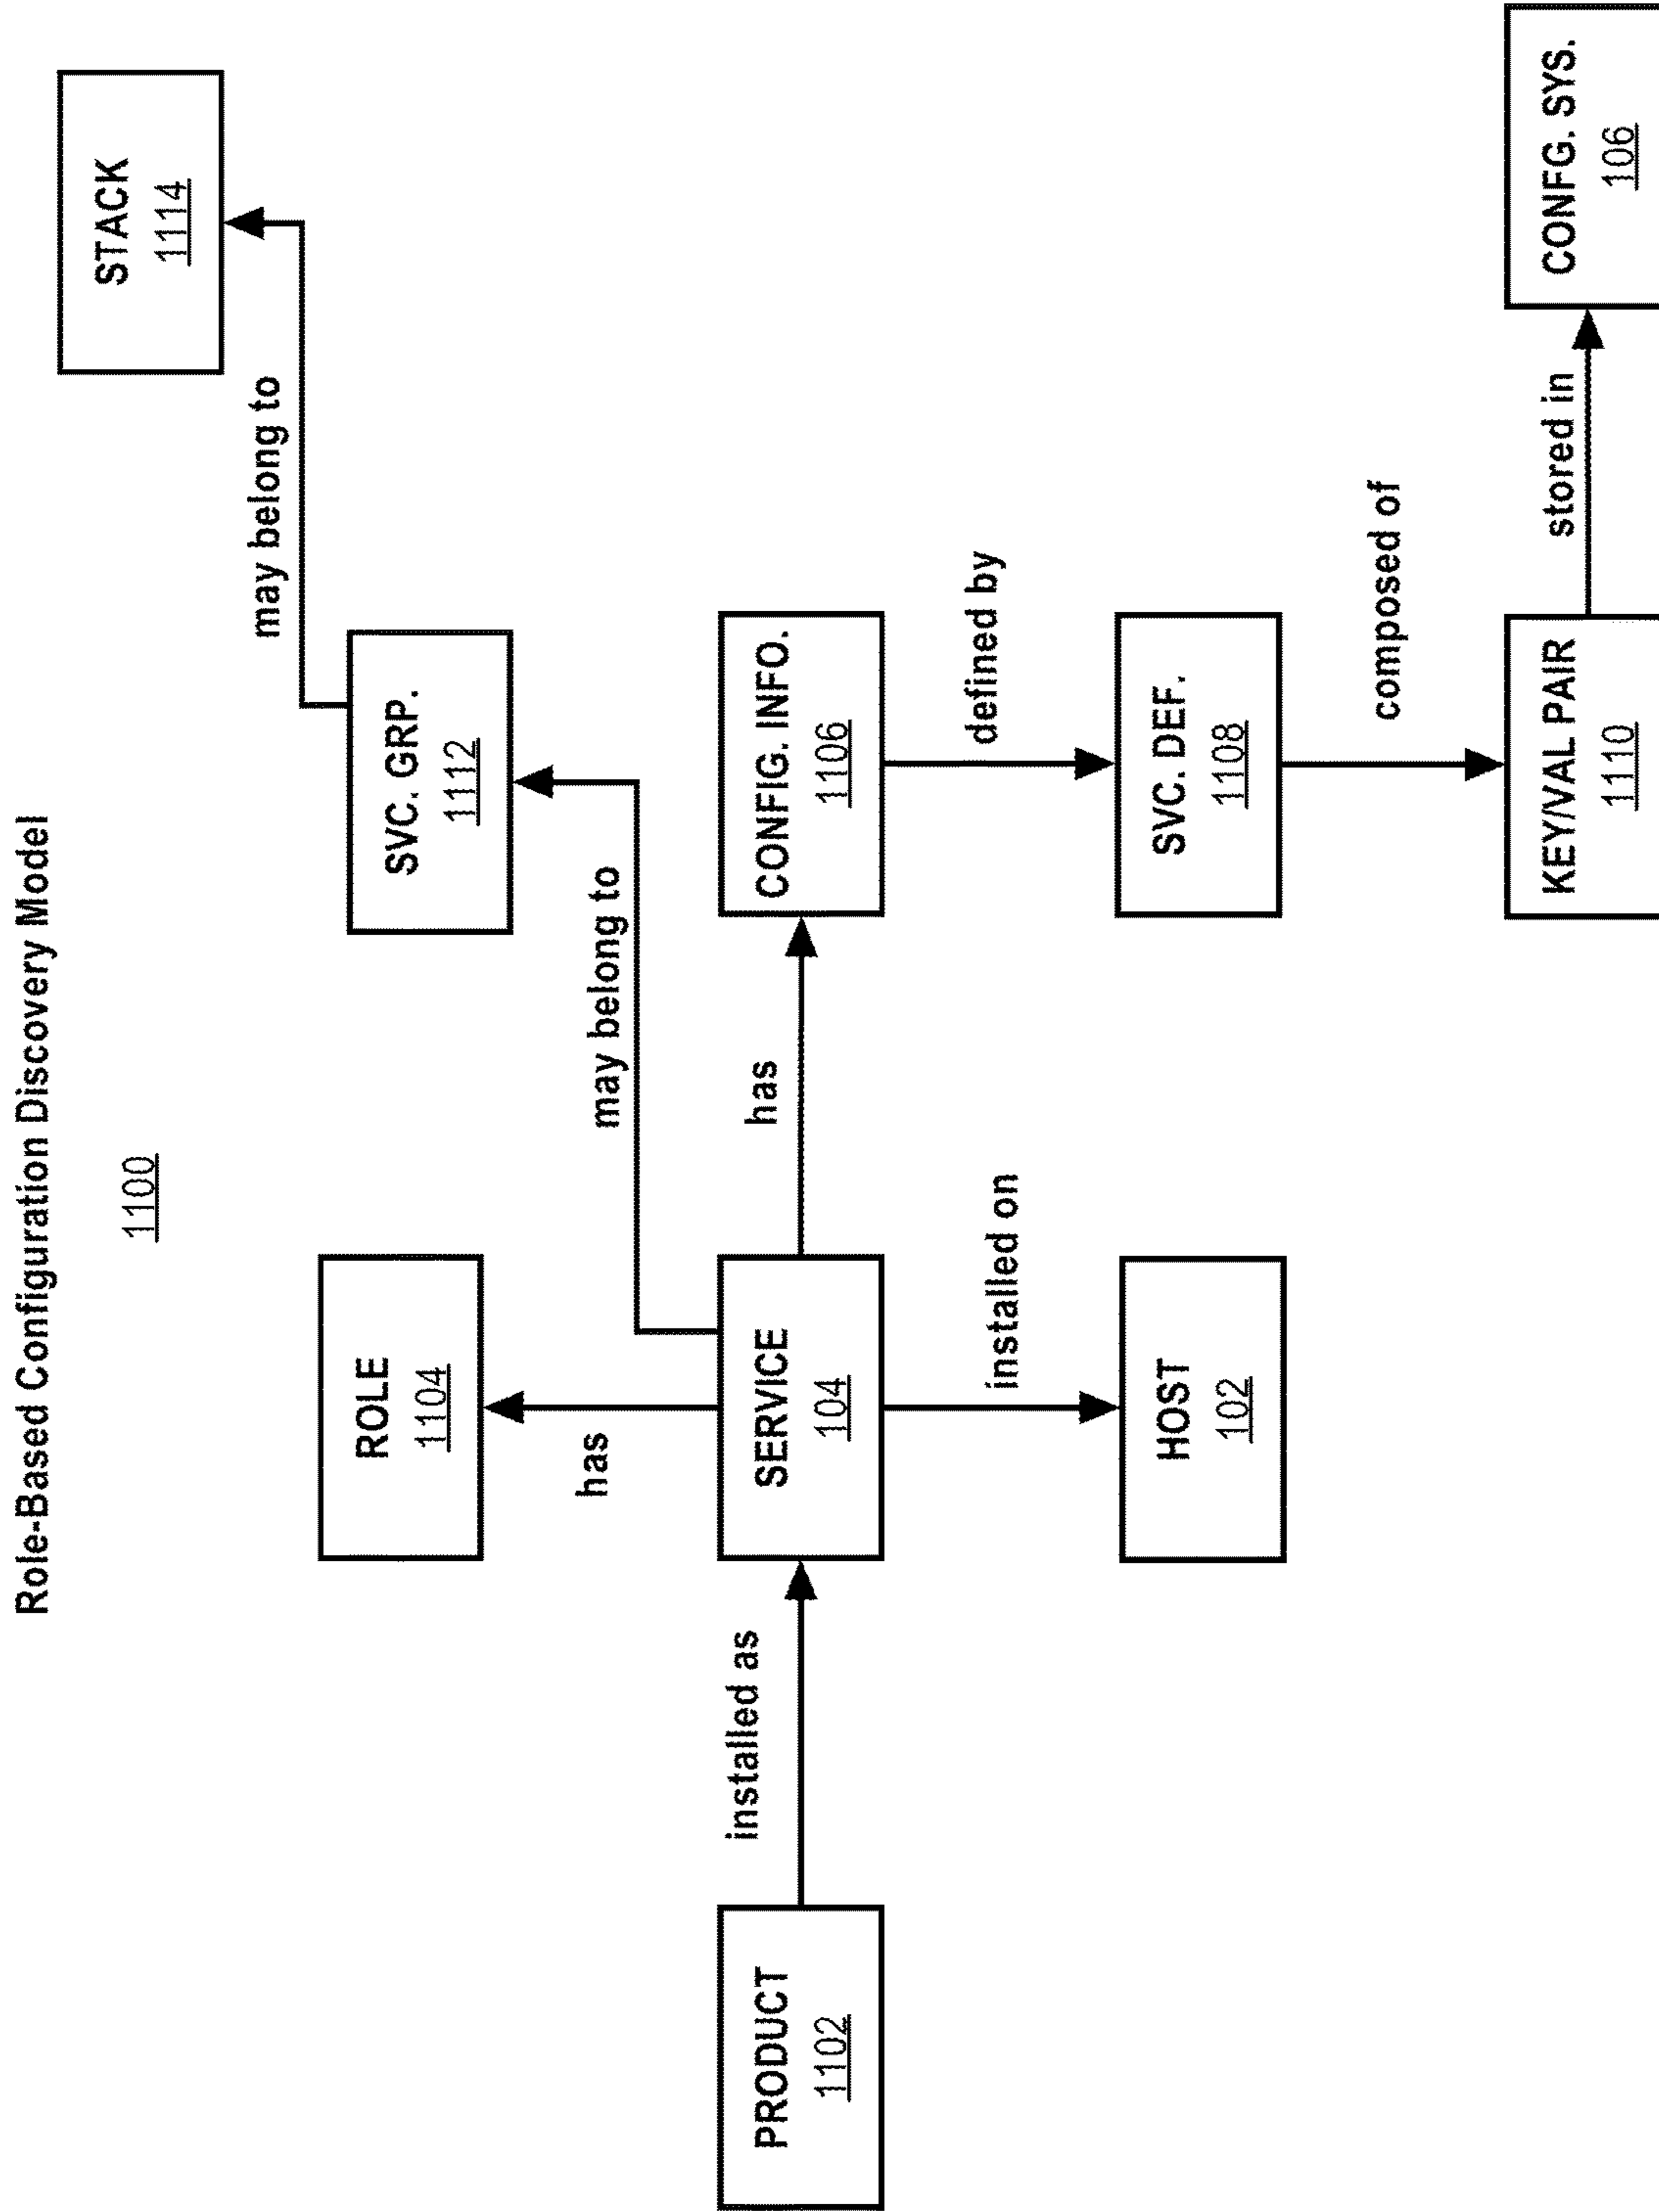 Role-Based Configuration Discovery Model
1100
STACK
1114
may belong to
SVC. GRP.
1112
may belong to
ROLE
1104
has
PRODUCT
1102
installed as
SERVICE
104
has
CONFIG. INFO.
1106
installed on
defined by
HOST
102
SVC. DEF.
1108
composed of
KEY/VAL PAIR
1110
stored in
CONFG. SYS.
106